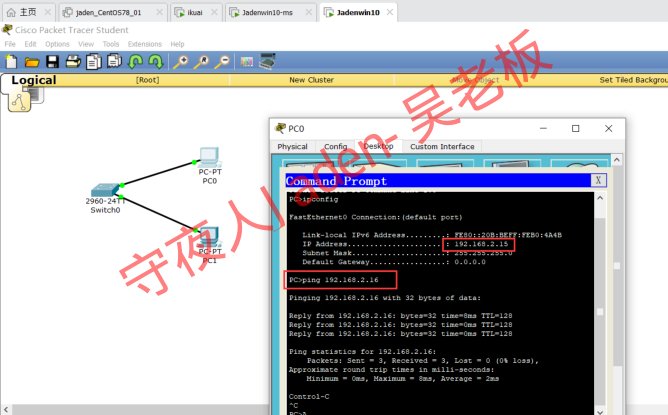 主页
jaden_CentOS78_01
ikuai
Jadenwin10-ms
Jadenwin10
Cisco Packet Tracer Student
File Edit View Tools Extensions Help
Logical
[Root]
New Cluster
Move Object
Set Tiled Background
PC-PT
PC0
2960-24TT
Switch0
PC-PT
PC1
守夜人Jaden-吴老板
PC0
Physical Config Desktop Custom Interface
Command Prompt X
PC>ipconfig
FastEthernet0 Connection:(default port)
Link-local IPv6 Address.........: FE80::20B:BEFF:FEB0:4A4B
IP Address......................: 192.168.2.15
Subnet Mask.....................: 255.255.255.0
Default Gateway.................: 0.0.0.0
PC>ping 192.168.2.16
Pinging 192.168.2.16 with 32 bytes of data:
Reply from 192.168.2.16: bytes=32 time=8ms TTL=128
Reply from 192.168.2.16: bytes=32 time=0ms TTL=128
Reply from 192.168.2.16: bytes=32 time=0ms TTL=128
Ping statistics for 192.168.2.16:
Packets: Sent = 3, Received = 3, Lost = 0 (0% loss),
Approximate round trip times in milli-seconds:
Minimum = 0ms, Maximum = 8ms, Average = 2ms
Control-C
^C